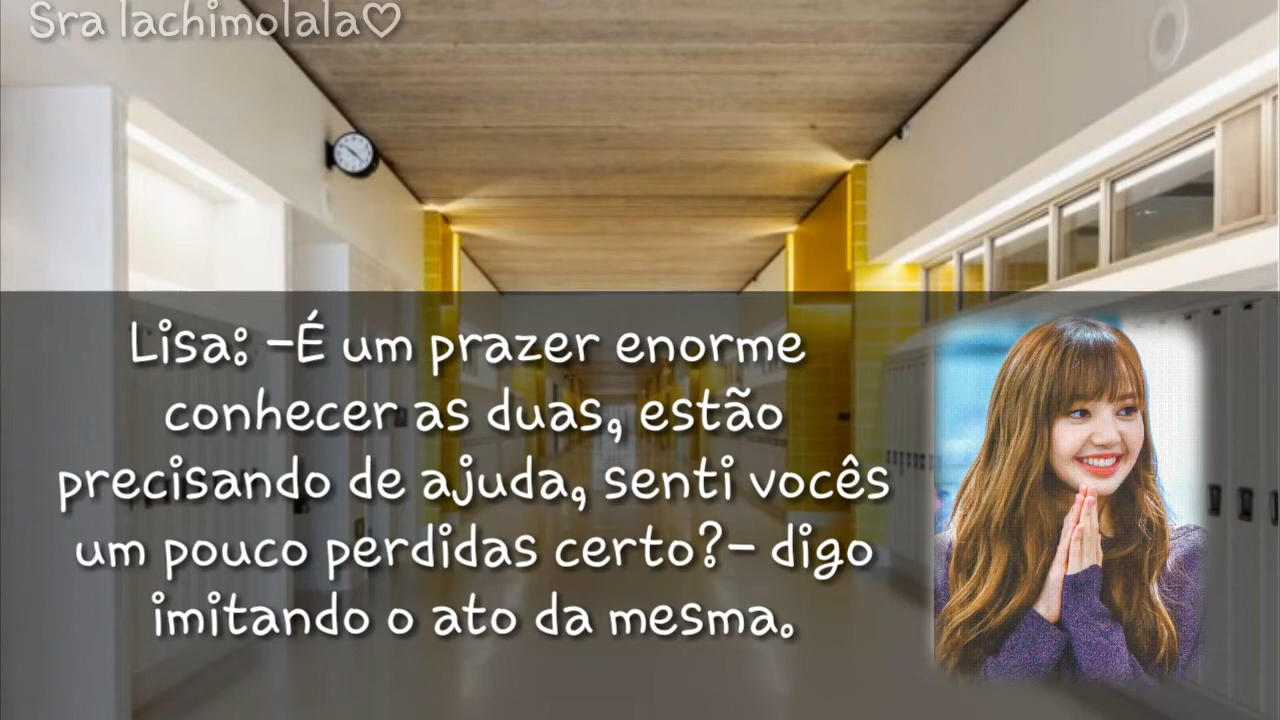 Sra lachimolala♡
Lisa: -É um prazer enorme
conhecer as duas, estão
precisando de ajuda, senti vocês
um pouco perdidas certo?- digo
imitando o ato da mesma.